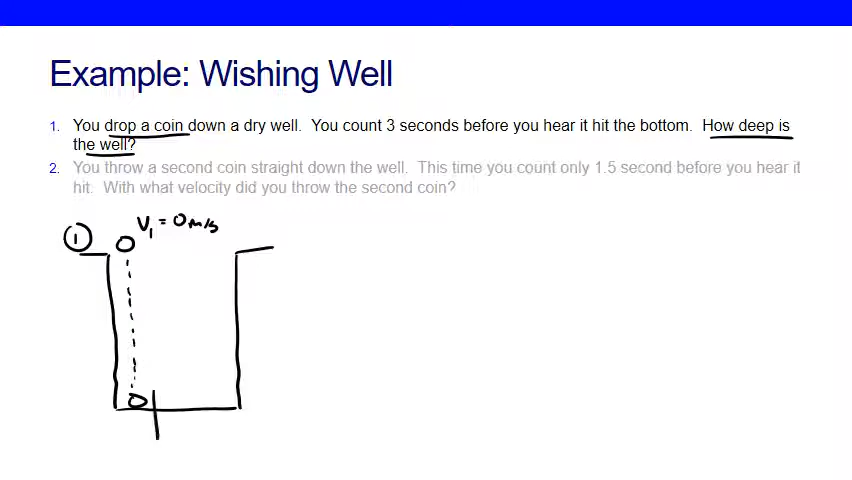 Example: Wishing Well
1. You drop a coin down a dry well. You count 3 seconds before you hear it hit the bottom. How deep is
the well?
2. You throw a second coin straight down the well. This time you count only 1.5 second before you hear it
hit. With what velocity did you throw the second coin?
① V₁ = 0 m/s